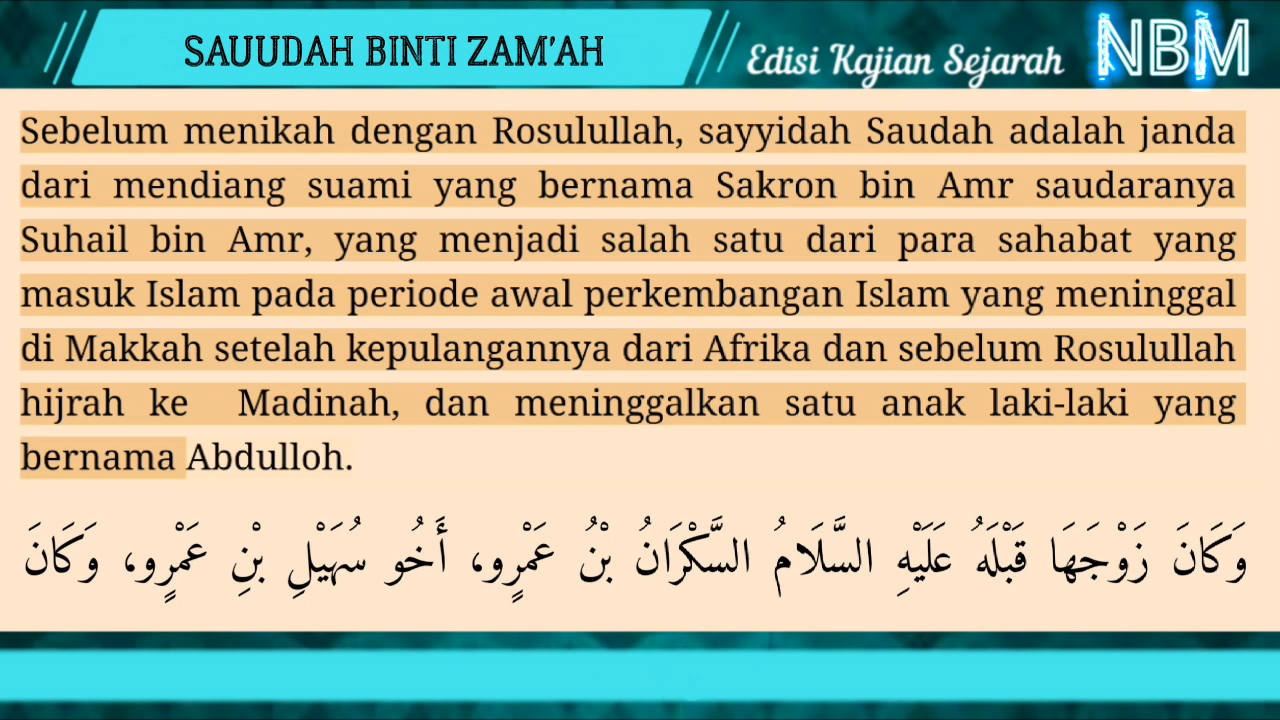 SAUUDAH BINTI ZAM'AH
Edisi Kajian Sejarah
NBM
Sebelum menikah dengan Rosulullah, sayyidah Saudah adalah janda
dari mendiang suami yang bernama Sakron bin Amr saudaranya
Suhail bin Amr, yang menjadi salah satu dari para sahabat yang
masuk Islam pada periode awal perkembangan Islam yang meninggal
di Makkah setelah kepulangannya dari Afrika dan sebelum Rosulullah
hijrah ke Madinah, dan meninggalkan satu anak laki-laki yang
bernama Abdulloh.
وَكَانَ زَوْجَهَا قَبْلَهُ عَلَيْهِ السَّلَامُ السَّكْرَانُ بْنُ عَمْرٍو، أَخُو سُهَيْلِ بْنِ عَمْرٍو، وَكَانَ